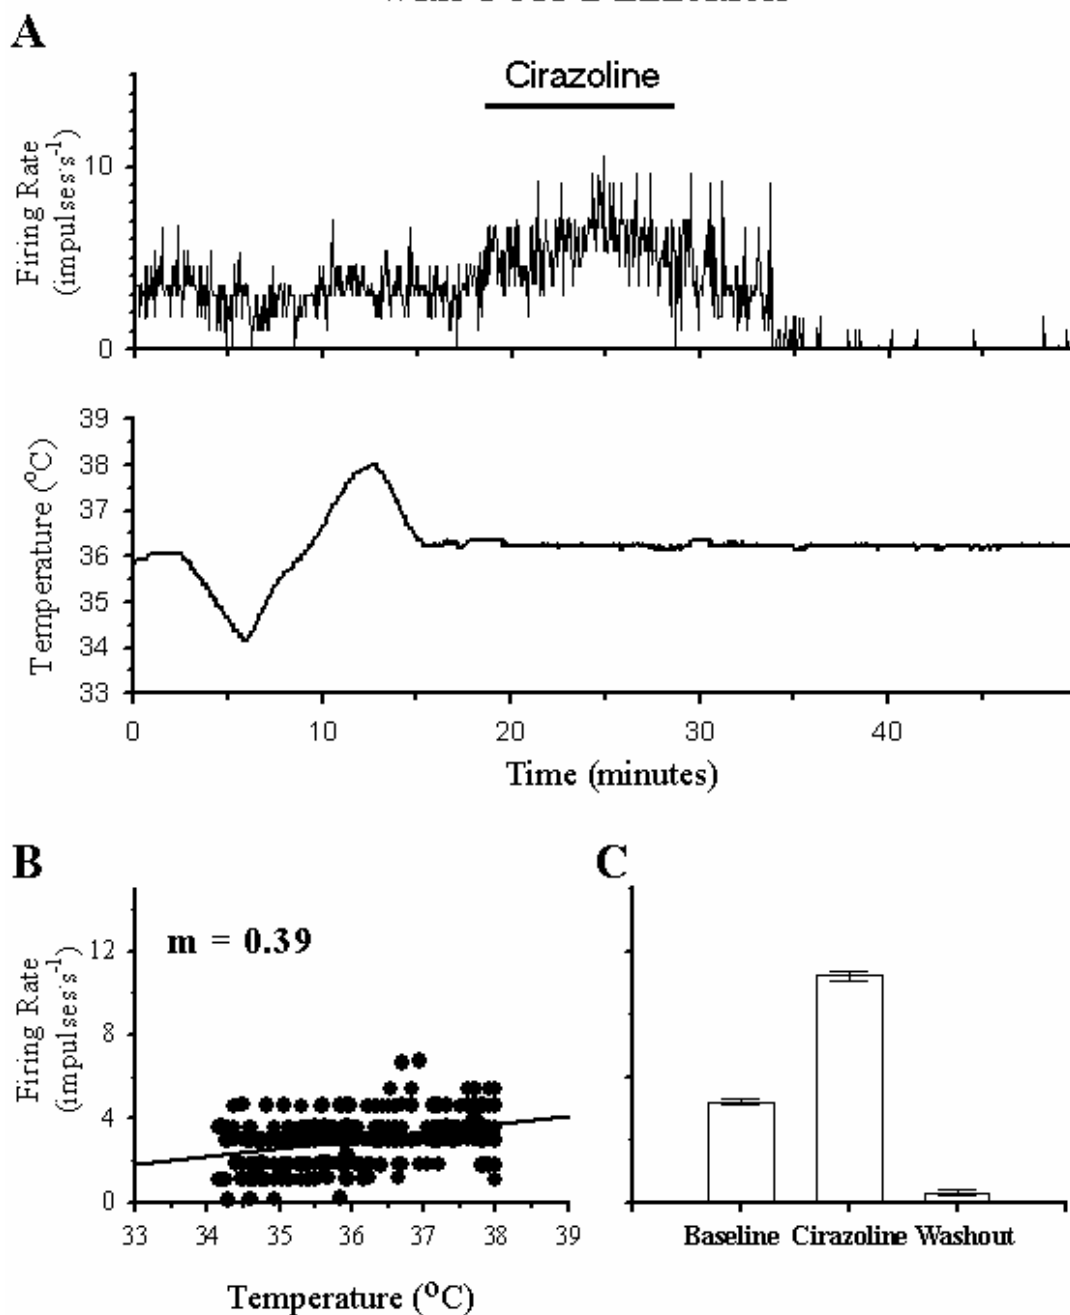 A
Cirazoline
Firing Rate
(impulses·s⁻¹)
10
0
Temperature (°C)
39
38
37
36
35
34
33
0 10 20 30 40
Time (minutes)
B
Firing Rate
(impulses·s⁻¹)
m = 0.39
12
8
4
0
33 34 35 36 37 38 39
Temperature (°C)
C
Baseline Cirazoline Washout